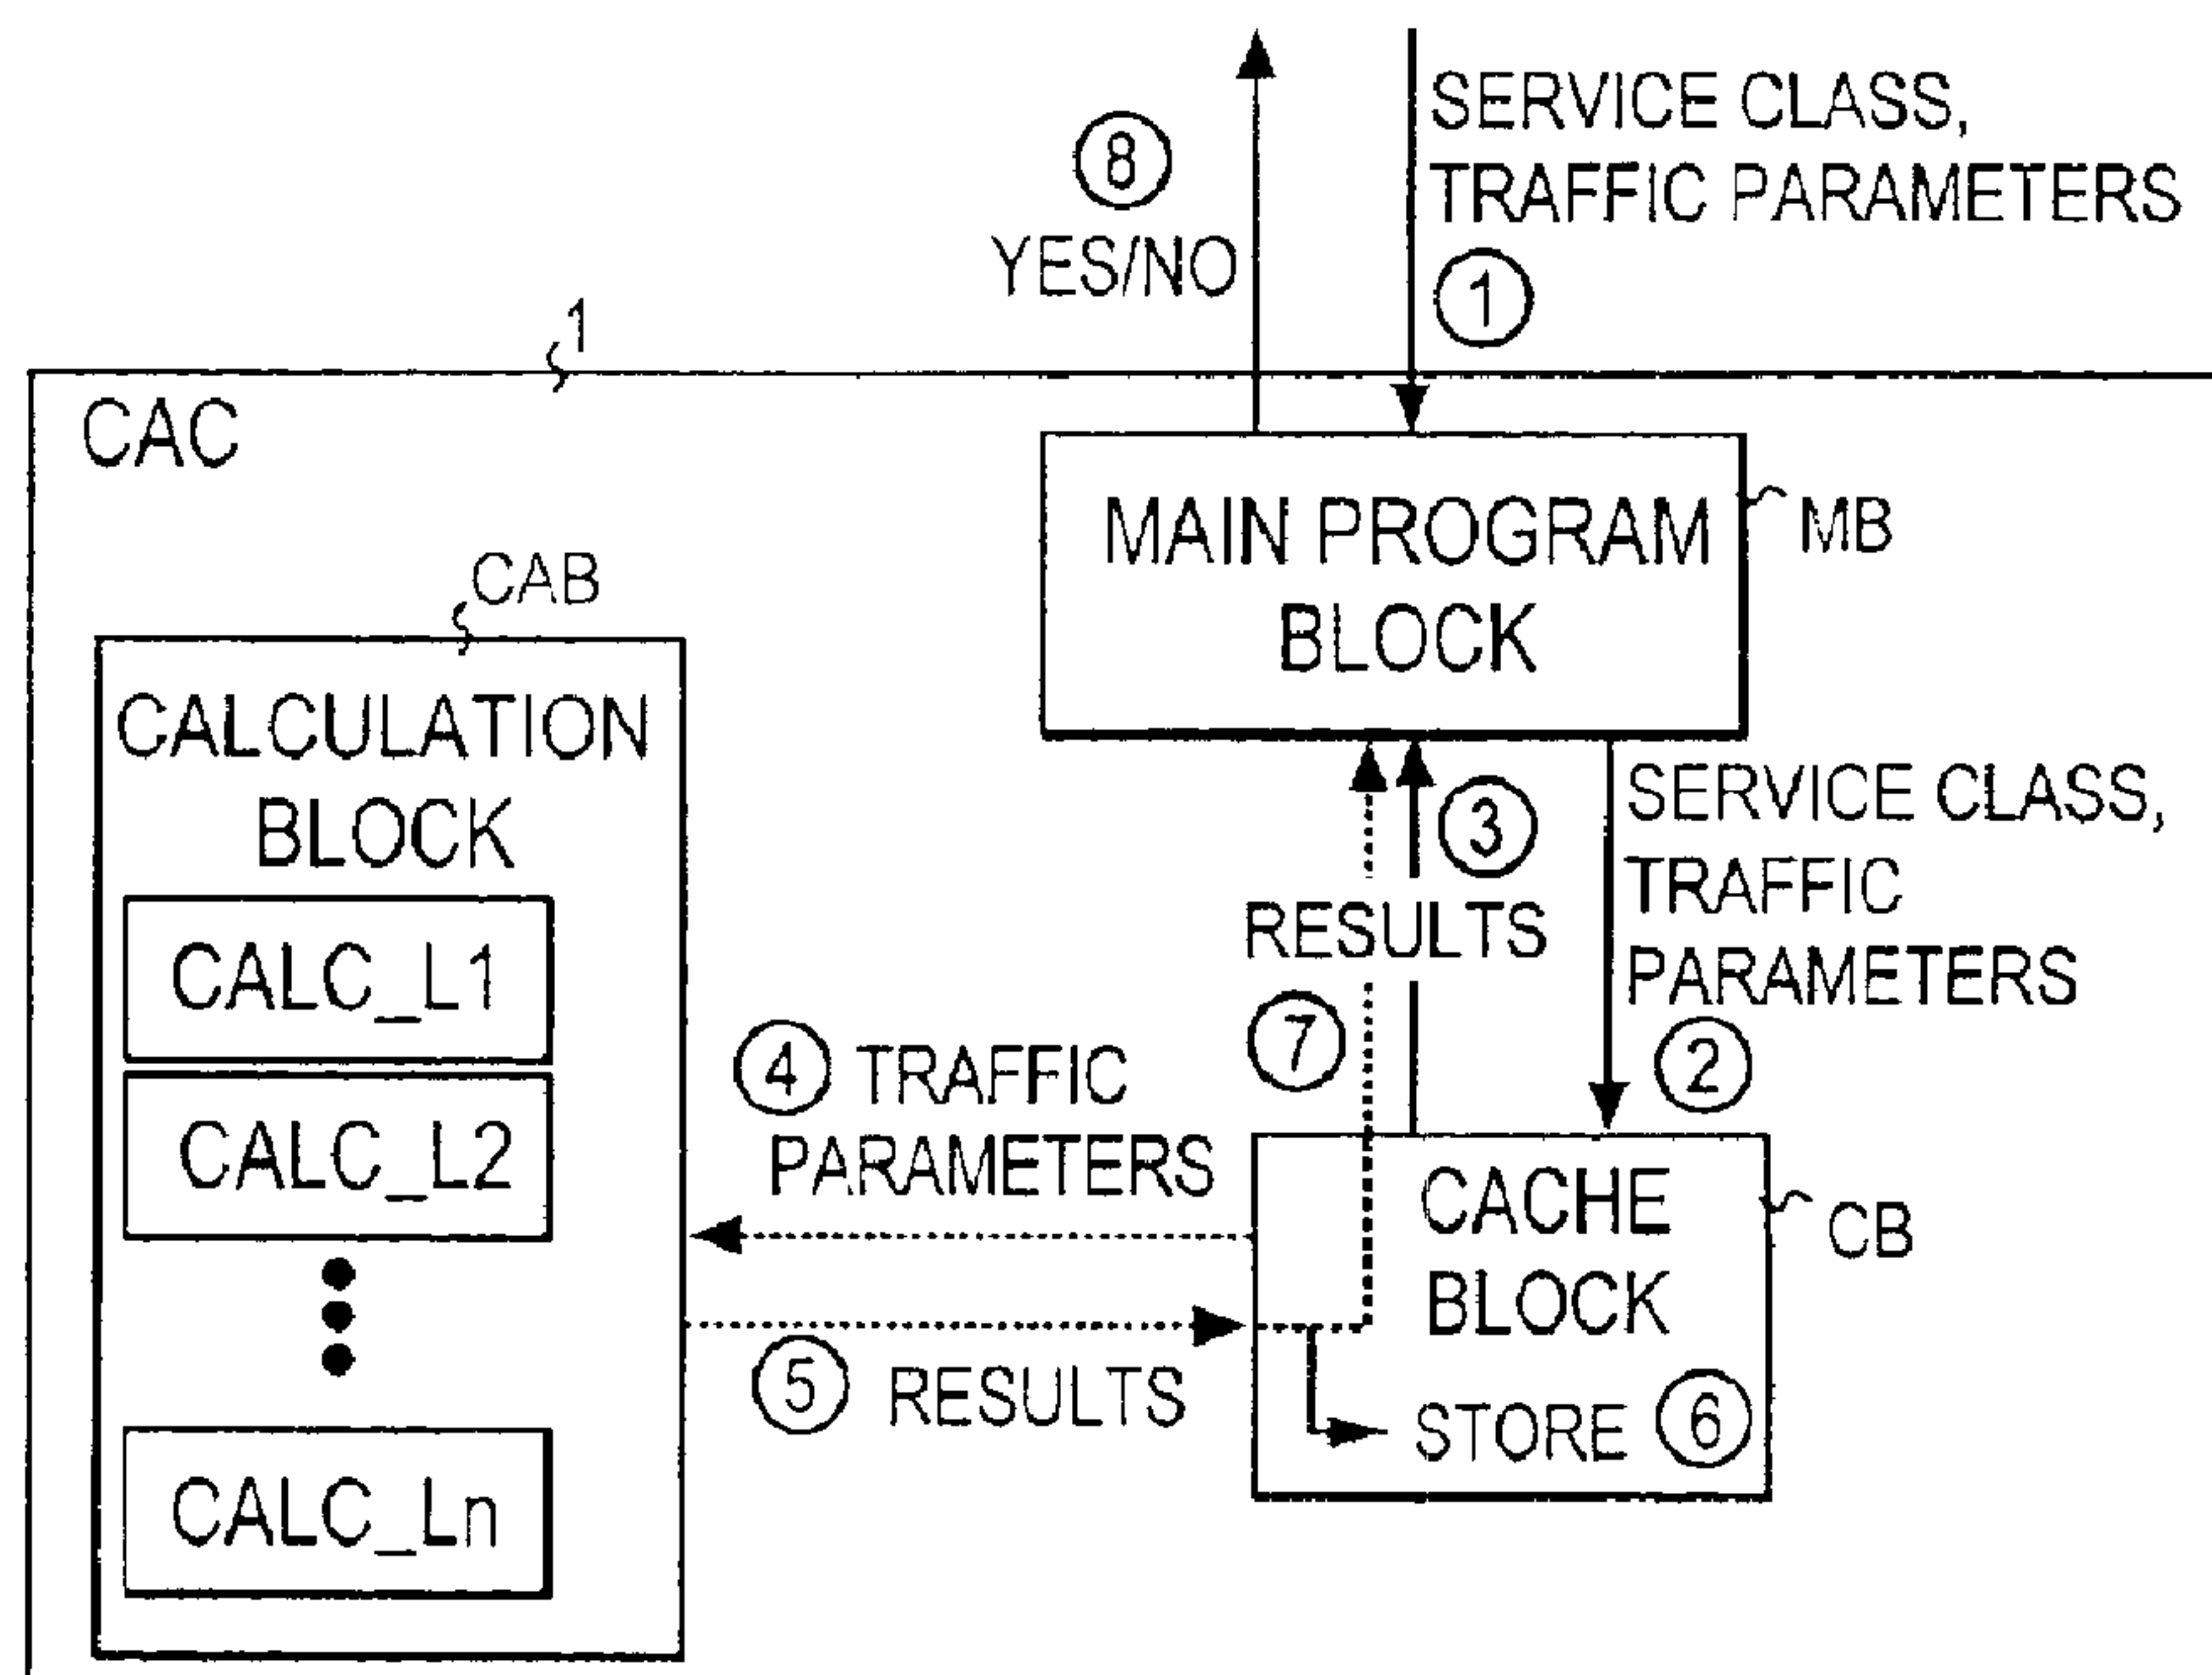 SERVICE CLASS,
TRAFFIC PARAMETERS
①
⑧
YES/NO
1
CAC
MAIN PROGRAM
BLOCK
MB
CAB
CALCULATION
BLOCK
CALC_L1
CALC_L2
CALC_Ln
③
RESULTS
⑦
SERVICE CLASS,
TRAFFIC
PARAMETERS
②
④ TRAFFIC
PARAMETERS
⑤ RESULTS
CACHE
BLOCK
CB
STORE ⑥